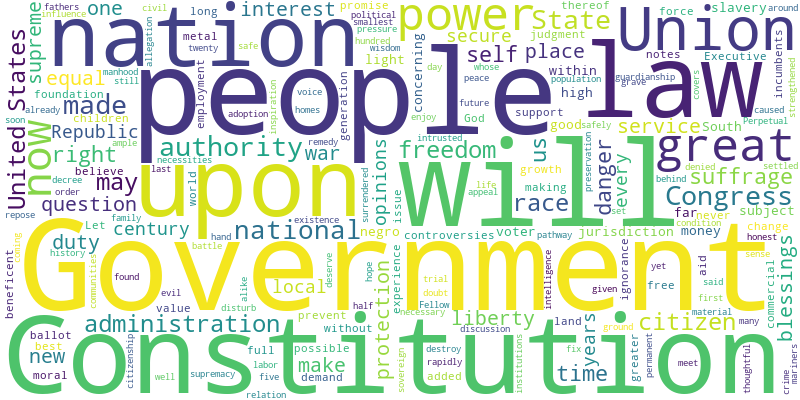 nation
people
law
Government
Constitution
will
upon
Union
power
State
great
United States
supreme
one
interest
secure
self
place
authority
freedom
national
administration
now
made
equal
Republic
right
may
question
century
duty
war
us
race
danger
service
suffrage
Congress
blessings
citizen
liberty
years
time
make
new
local
protection
opinions
concerning
fathers
influence
civil
long
promise
political
smallest
pressure
thereof
judgment
force
slavery
around
allegation
metal
twenty
safe
hundred
wisdom
light
within
notes
Executive
incumbents
strengthened
manhood
still
employment
inspiration
foundation
children
already
soon
ample
decree
believe
last
order
repose
necessities
world
adoption
voice
homes
remedy
generation
day
whose
peace
future
enjoy
God
population
high
support
guardianship
grave
covers
caused
Perpetual
good
safely
South
denied
settled
intrusted
surrendered
growth
making
life
appeal
issue
every
preservation
set
behind
far
never
subject
condition
money
change
honest
sense
jurisdiction
voter
pathway
controversies
negro
existence
hand
family
Let
history
battle
beneficent
coming
communities
found
evil
value
alike
disturb
deserve
hope
half
experience
trial
doubt
Fellow
necessary
without
prevent
discussion
intelligence
given
land
ignorance
yet
free
aid
said
first
material
many
commercial
ballot
best
moral
citizenship
well
supremacy
full
labor
five
relation
possible
demand
sovereign
destroy
rapidly
added
institutions
fix
ground
greater
permanent
meet
thoughtful
crime
mariners